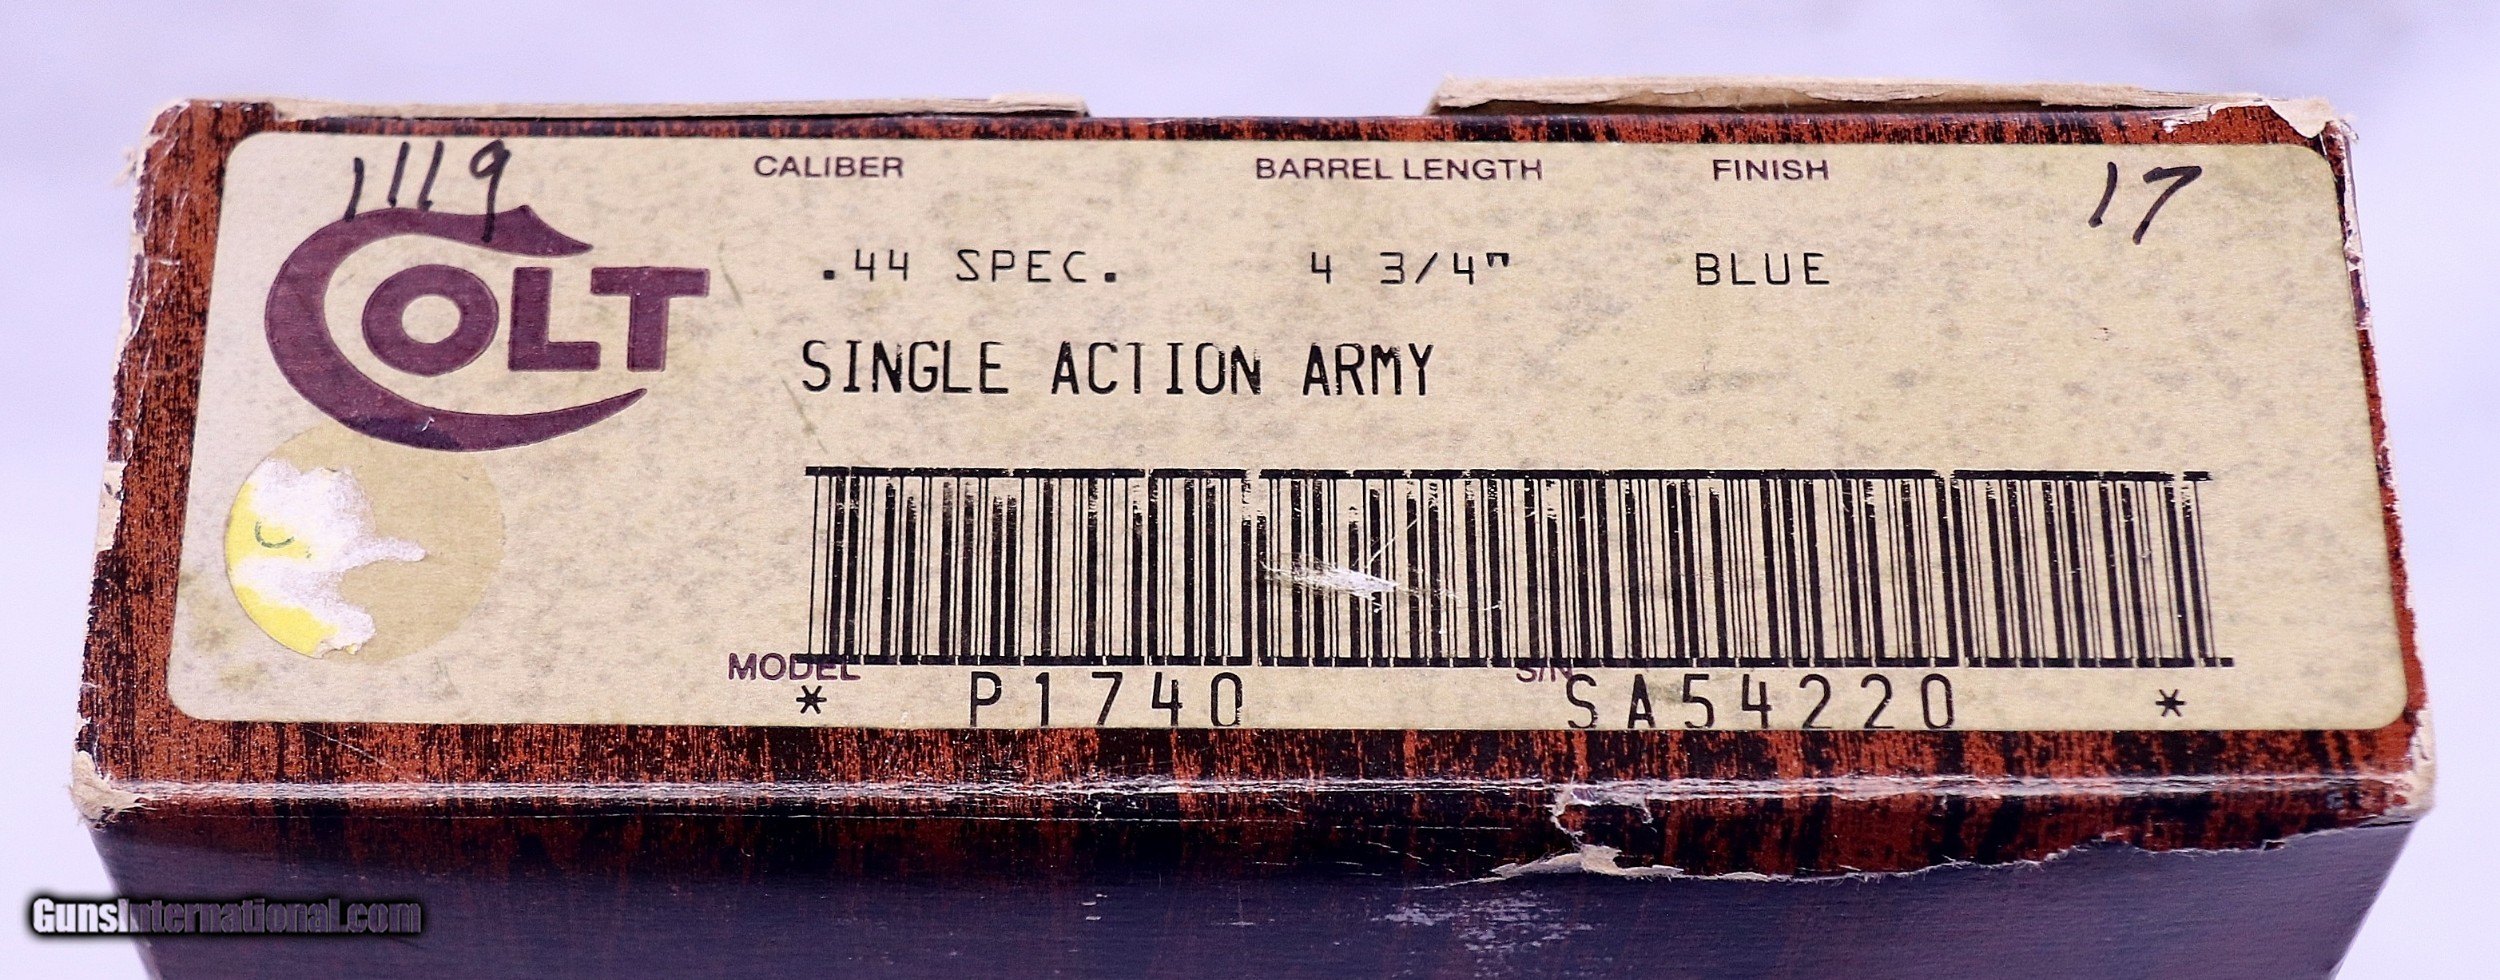 1119
CALIBER BARREL LENGTH FINISH 17
COLT
.44 SPEC. 4 3/4" BLUE
SINGLE ACTION ARMY
MODEL S/N
* P1740 SA54220 *
GunsInternational.com